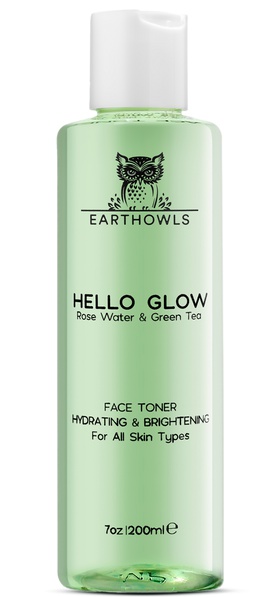 EARTHOWLS
HELLO GLOW
Rose Water & Green Tea
FACE TONER
HYDRATING & BRIGHTENING
For All Skin Types
7oz|200ml℮